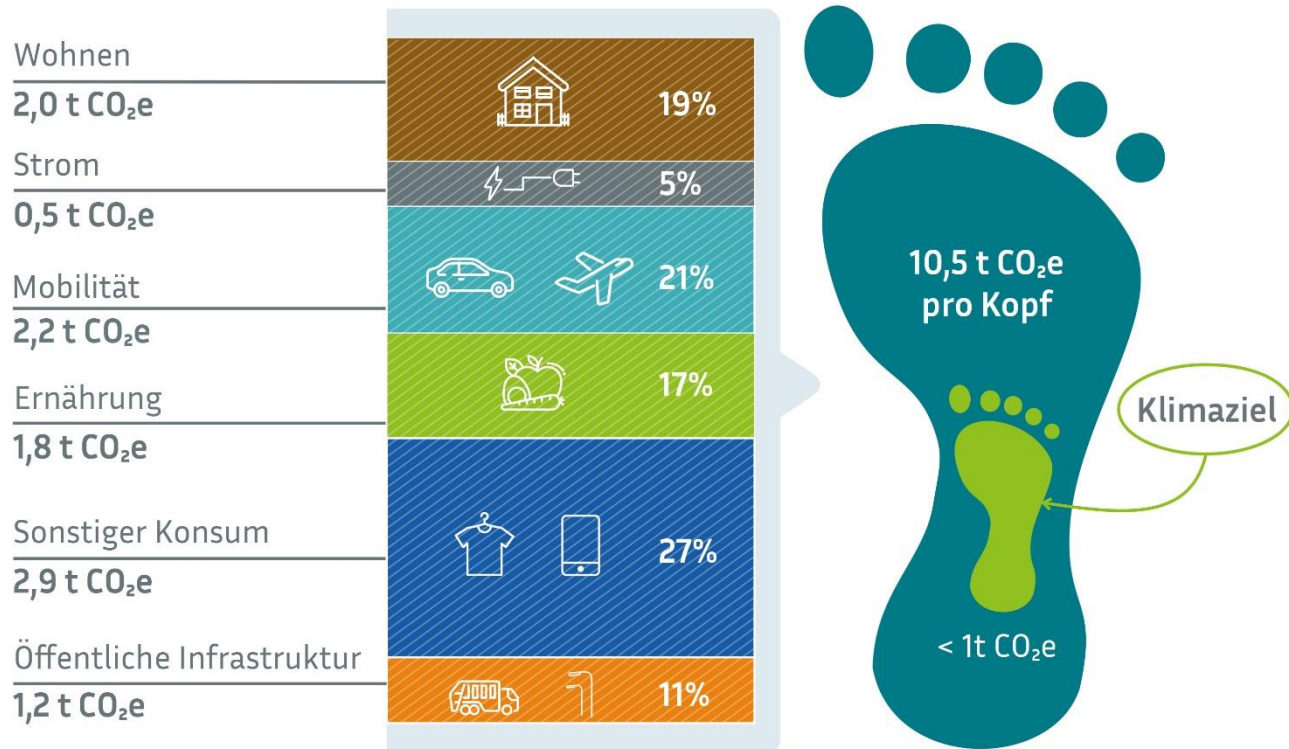 Wohnen
2,0 t CO₂e
19%
Strom
0,5 t CO₂e
5%
Mobilität
2,2 t CO₂e
21%
Ernährung
1,8 t CO₂e
17%
Sonstiger Konsum
2,9 t CO₂e
27%
Öffentliche Infrastruktur
1,2 t CO₂e
11%
10,5 t CO₂e
pro Kopf
Klimaziel
< 1t CO₂e